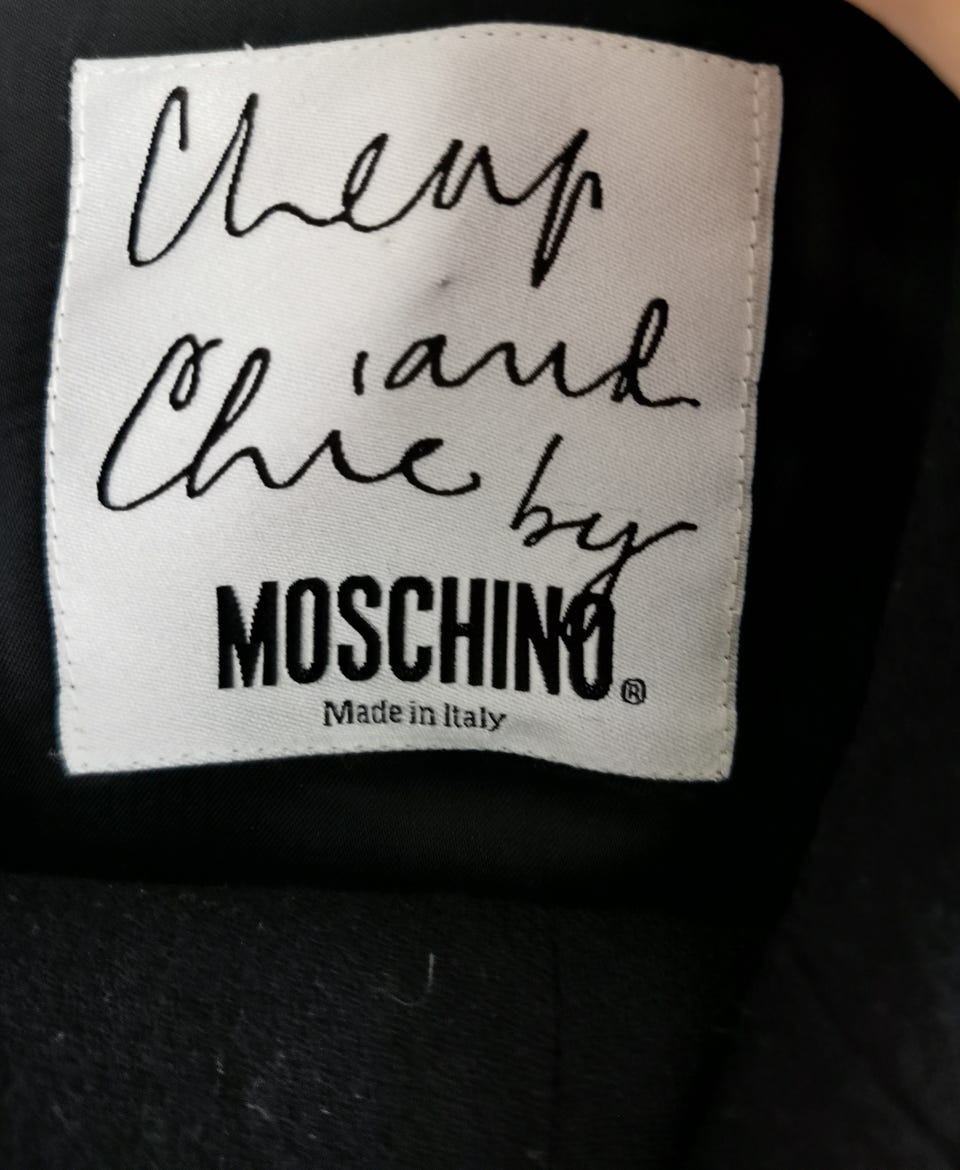 Cheap
and
Chic by
MOSCHINO®
Made in Italy